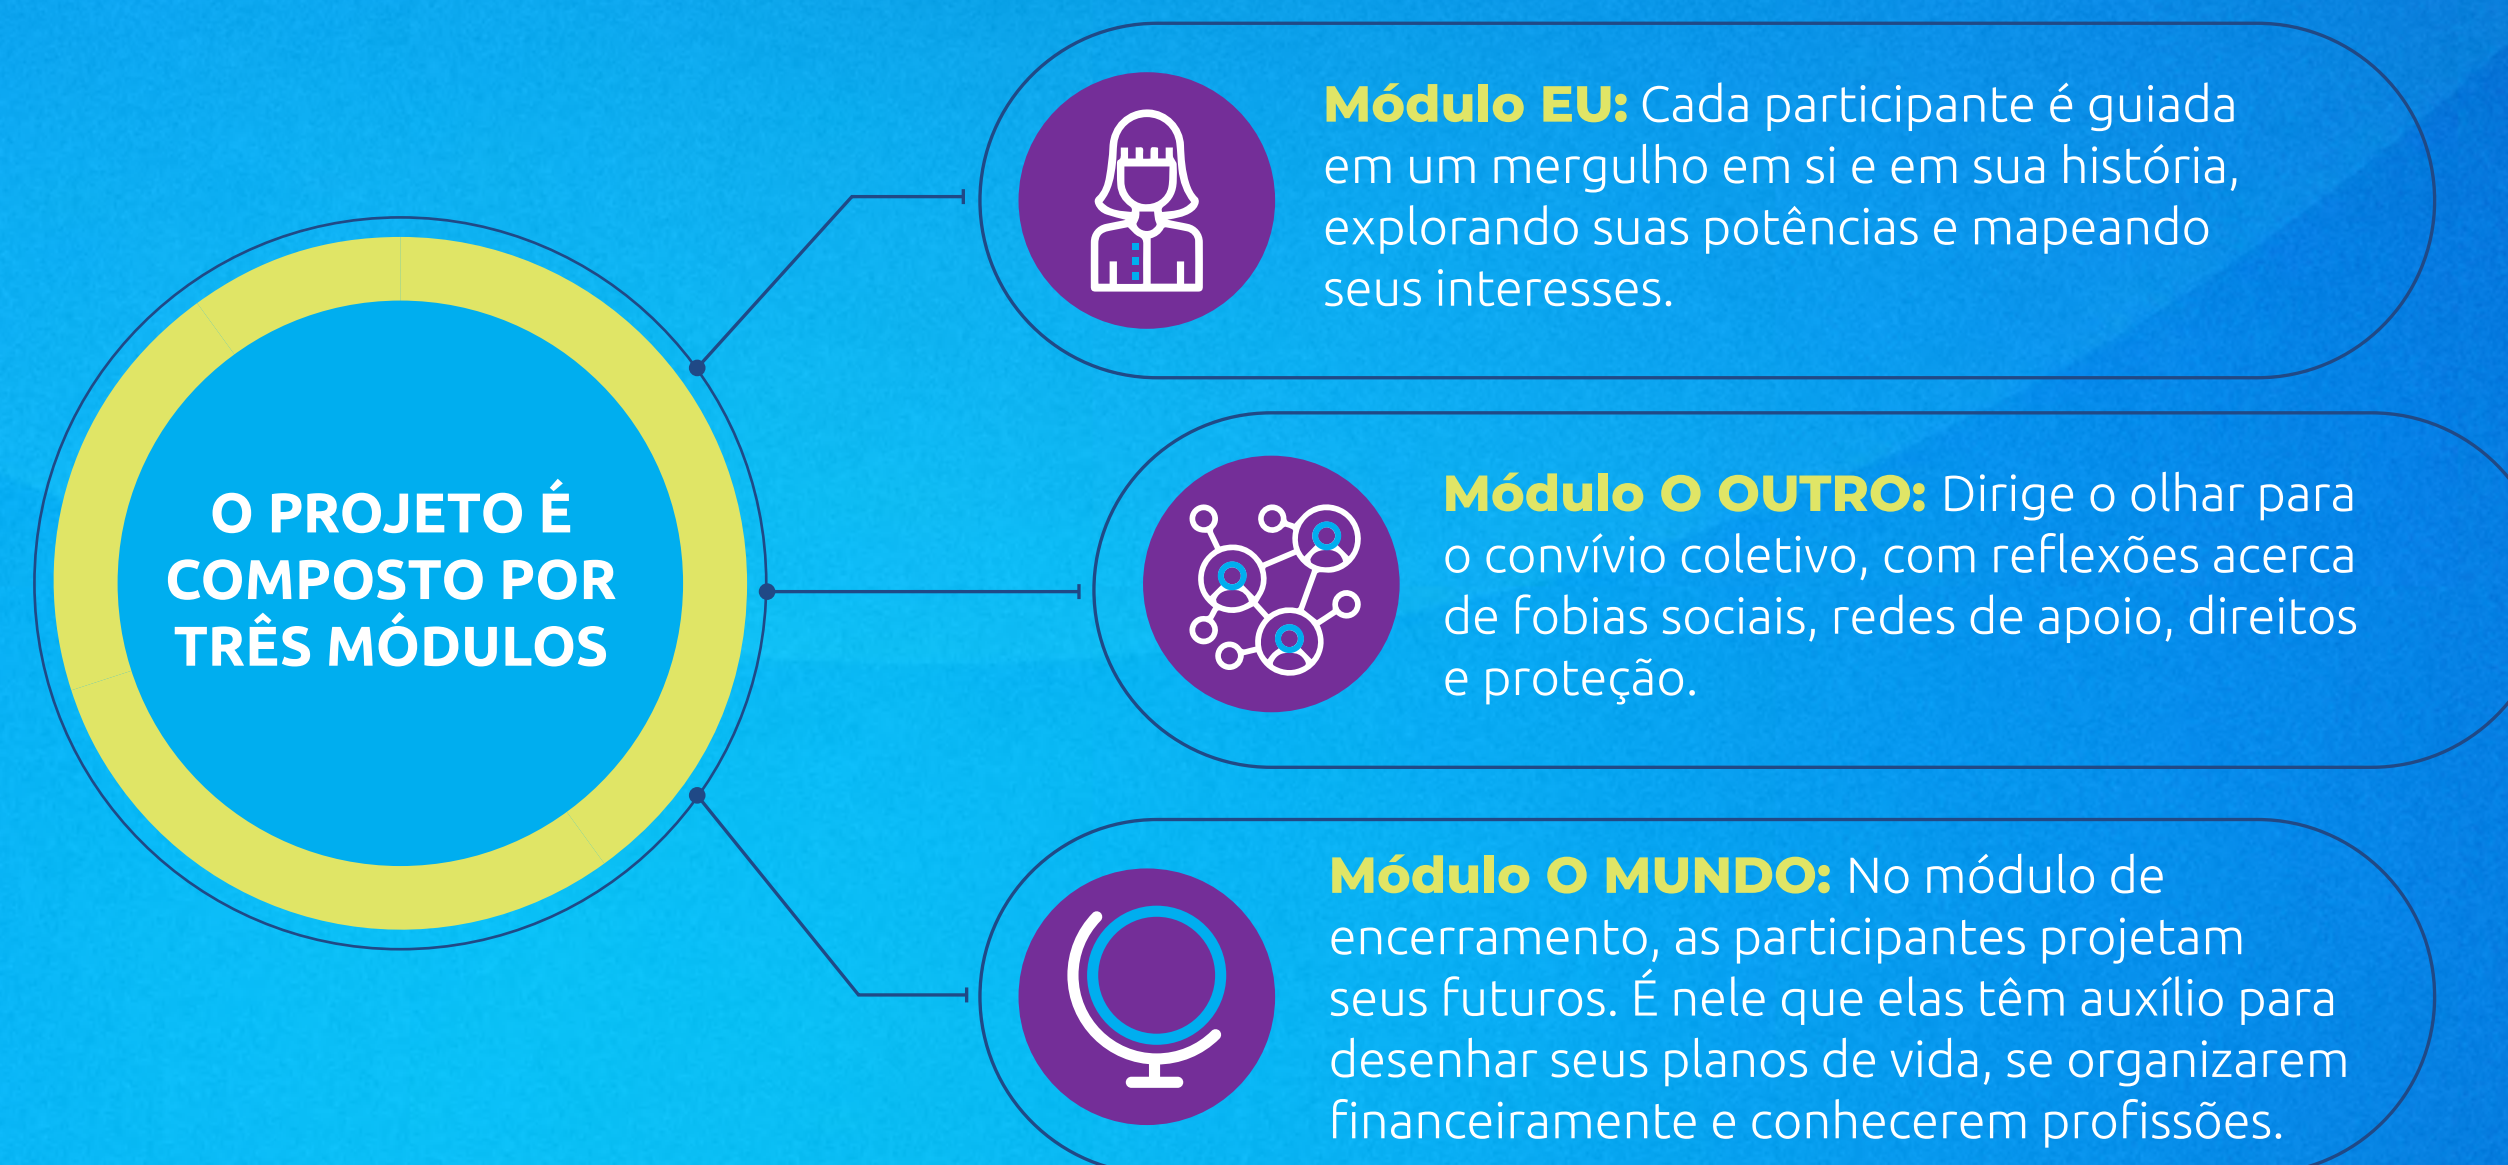 O PROJETO É
COMPOSTO POR
TRÊS MÓDULOS
Módulo EU: Cada participante é guiada
em um mergulho em si e em sua história,
explorando suas potências e mapeando
seus interesses.
Módulo O OUTRO: Dirige o olhar para
o convívio coletivo, com reflexões acerca
de fobias sociais, redes de apoio, direitos
e proteção.
Módulo O MUNDO: No módulo de
encerramento, as participantes projetam
seus futuros. É nele que elas têm auxílio para
desenhar seus planos de vida, se organizarem
financeiramente e conhecerem profissões.